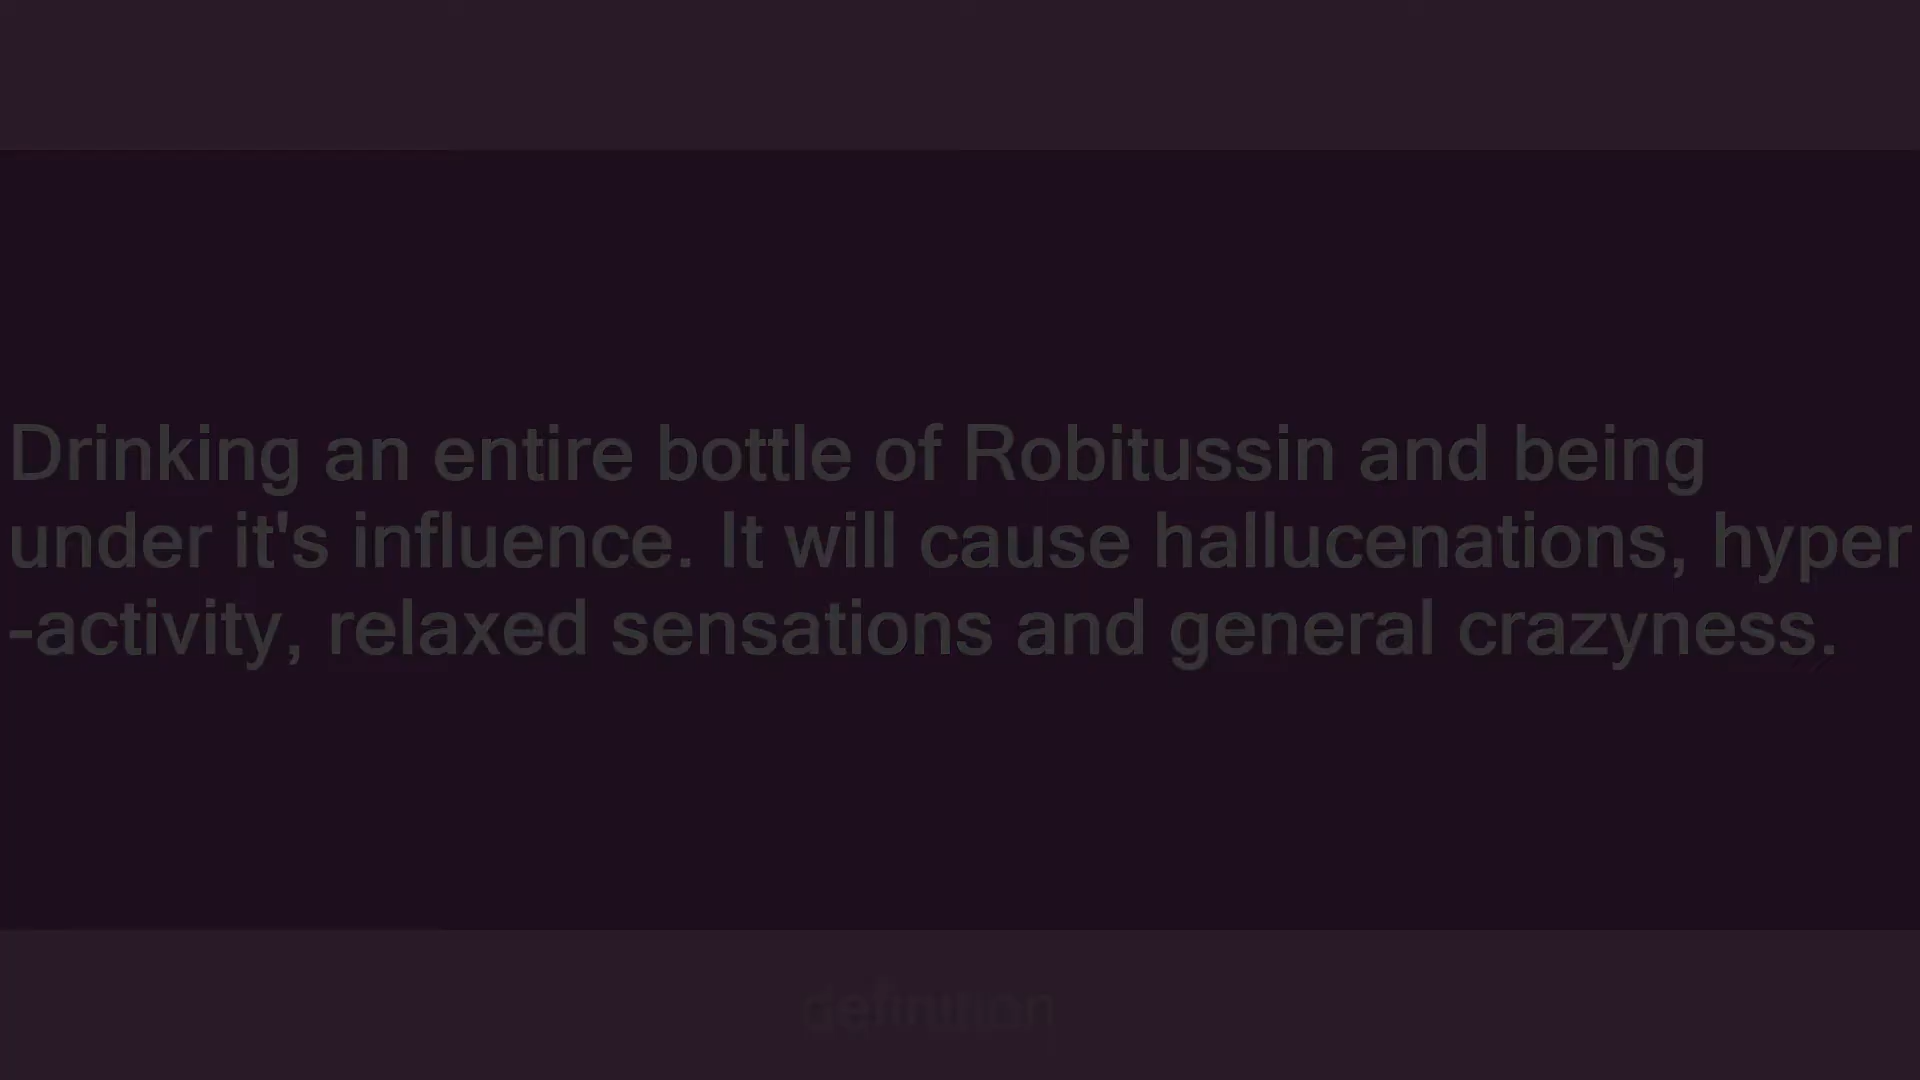 Drinking an entire bottle of Robitussin and being
under it's influence. It will cause hallucenations, hyper
-activity, relaxed sensations and general crazyness.
definition